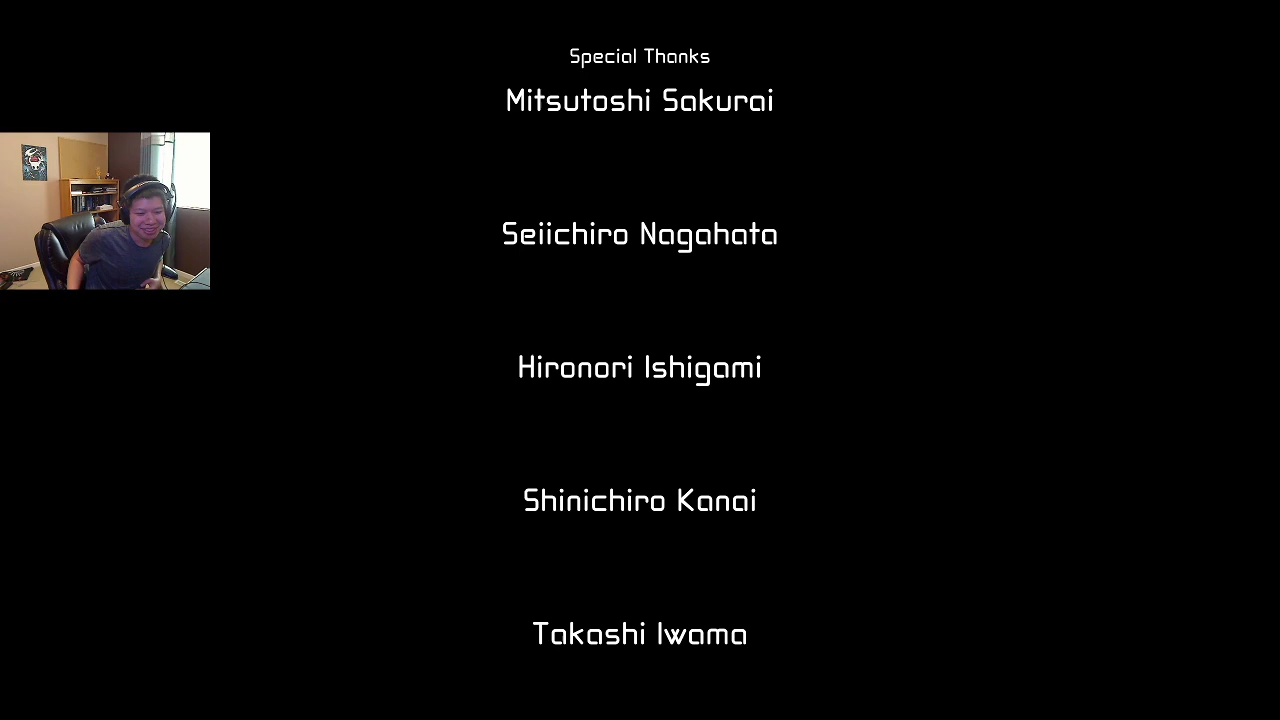 Special Thanks
Mitsutoshi Sakurai
Seiichiro Nagahata
Hironori Ishigami
Shinichiro Kanai
Takashi Iwama